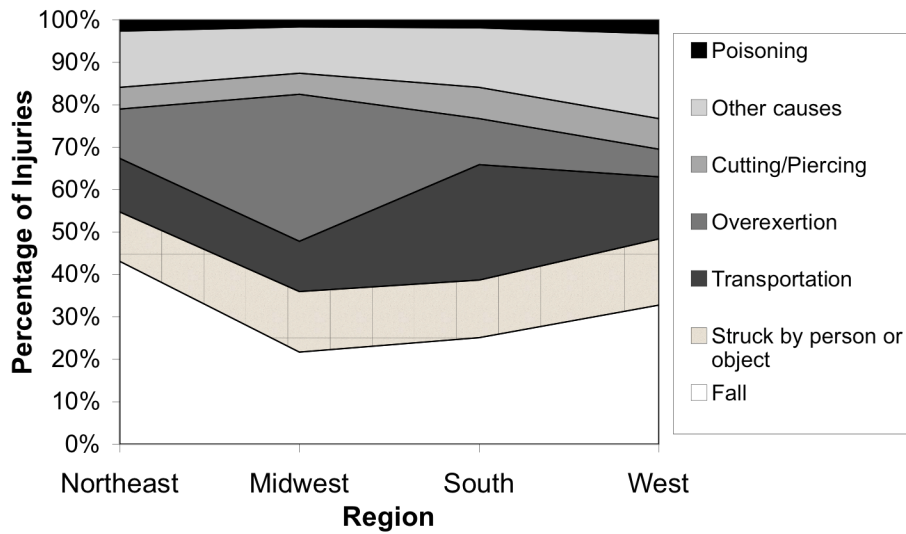 100%
90%
80%
70%
60%
50%
40%
30%
20%
10%
0%
Percentage of Injuries
Northeast Midwest South West
Region
Poisoning
Other causes
Cutting/Piercing
Overexertion
Transportation
Struck by person or
object
Fall